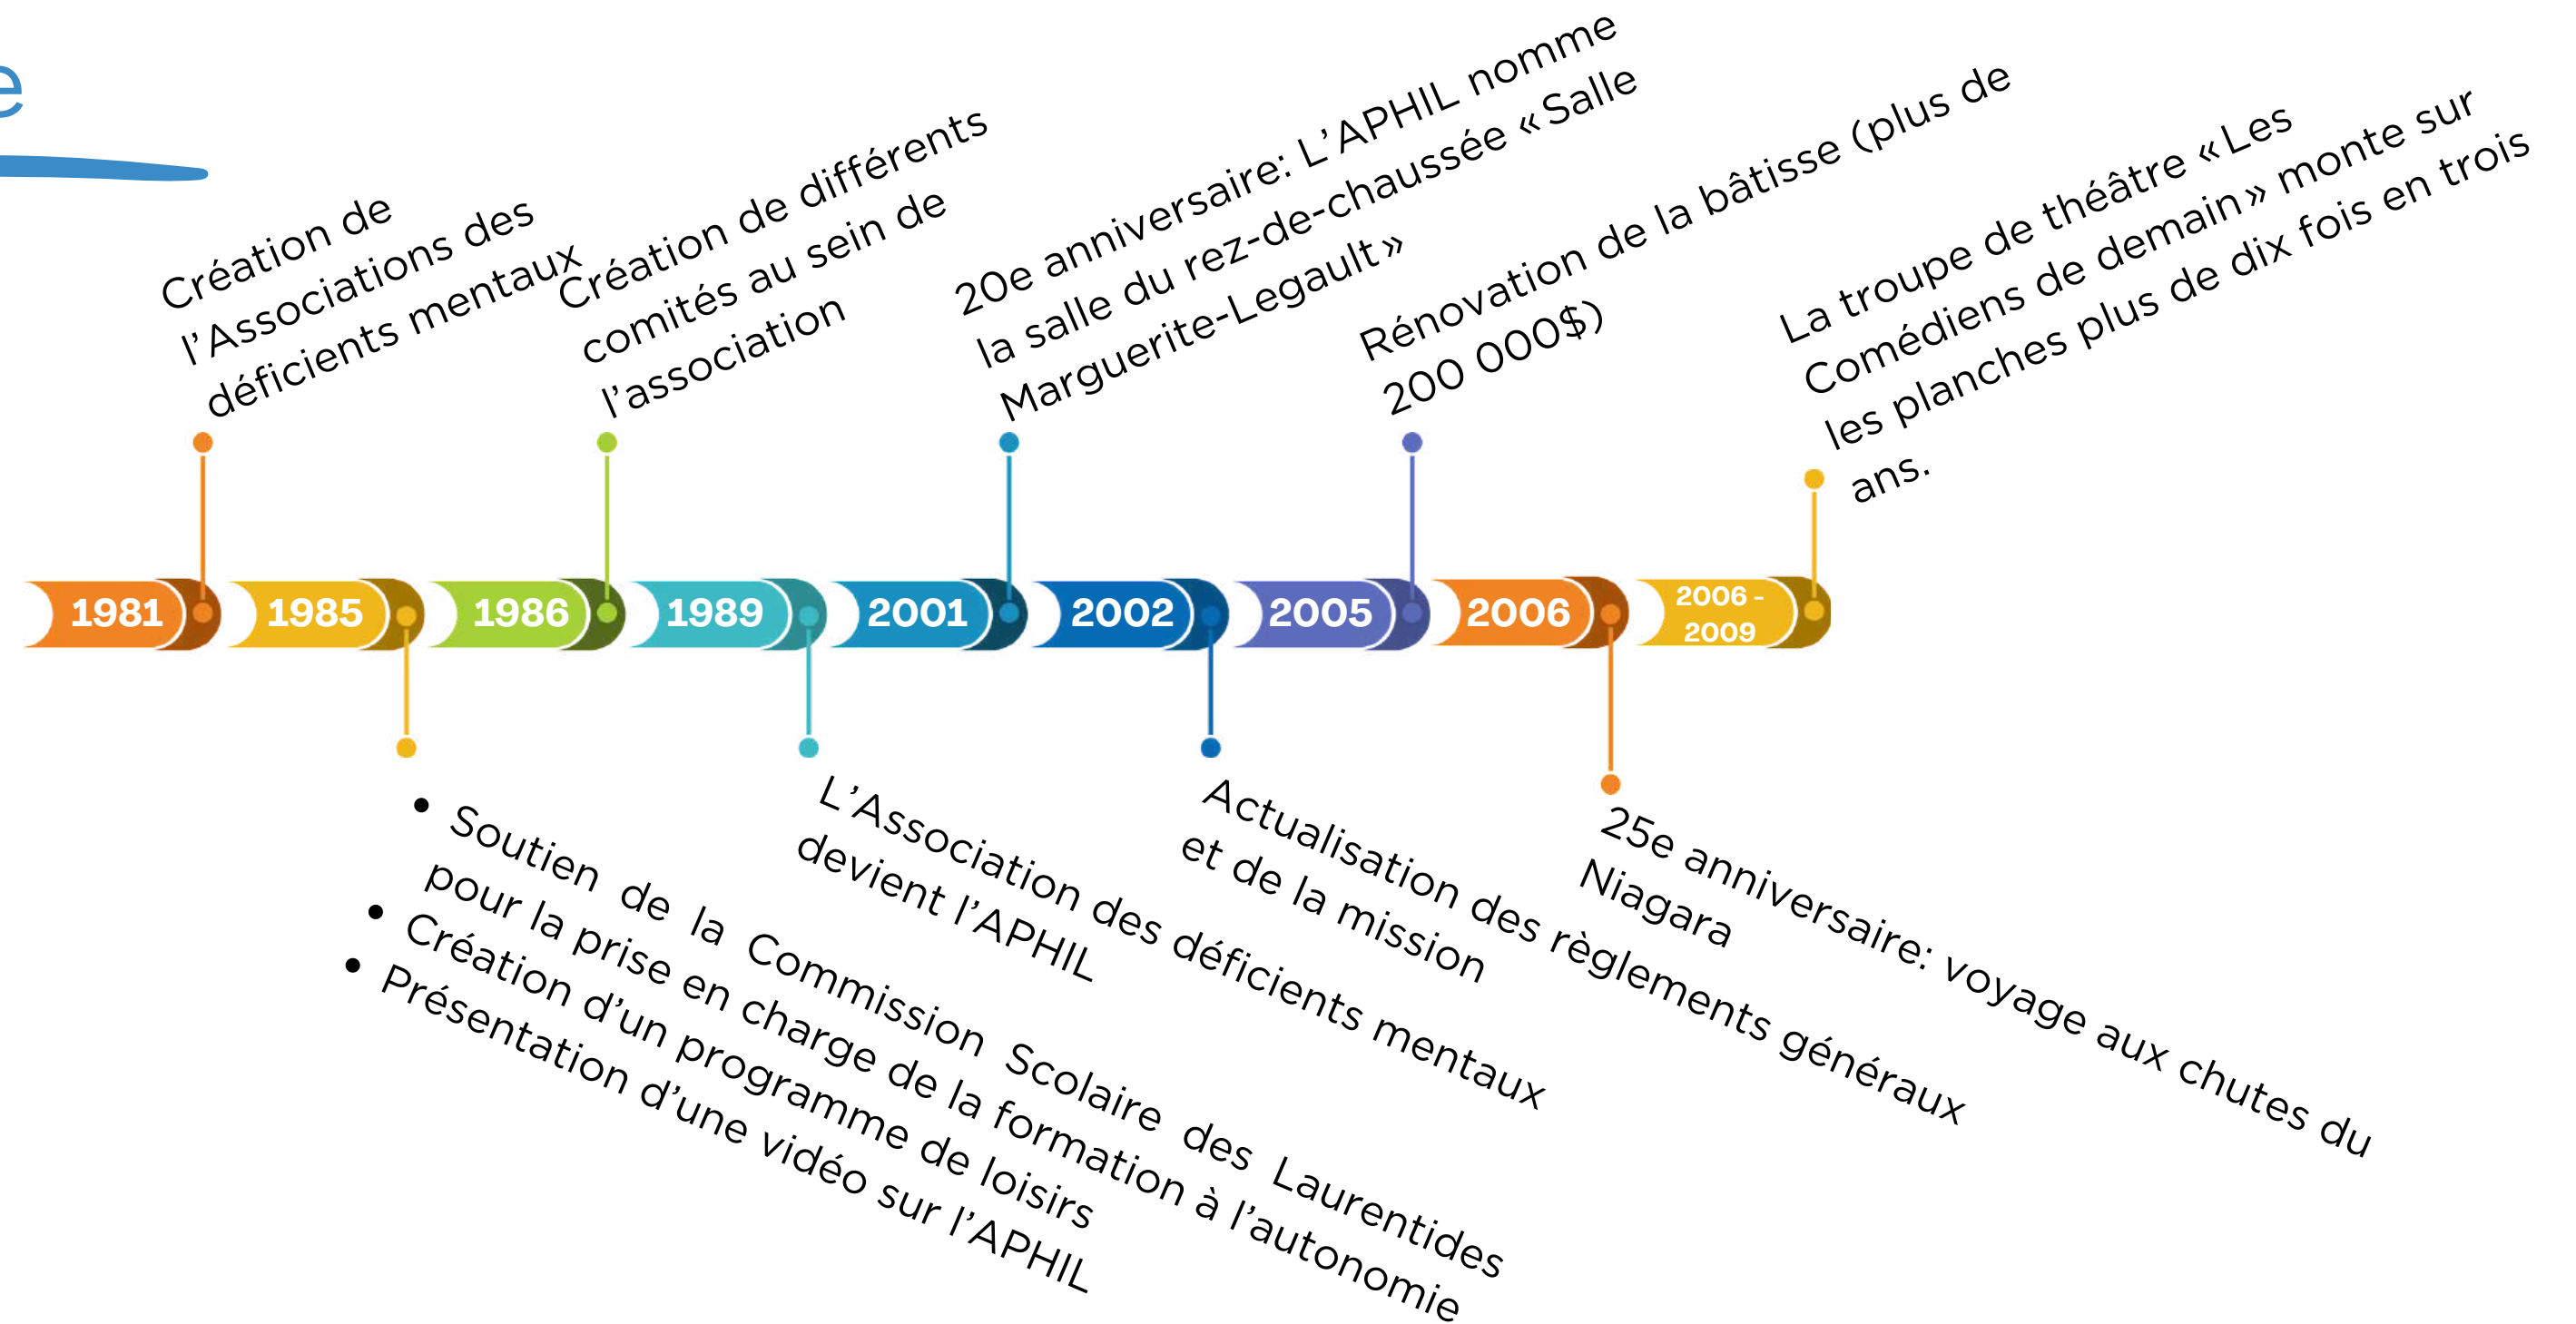 e
Création de
l'Associations des
déficients mentaux
Création de différents
comités au sein de
l'association
20e anniversaire: L'APHIL nomme
la salle du rez-de-chaussée « Salle
Marguerite-Legault »
Rénovation de la bâtisse (plus de
200 000$)
La troupe de théâtre « Les
Comédiens de demain » monte sur
les planches plus de dix fois en trois
ans.
1981
1985
1986
1989
2001
2002
2005
2006
2006 -
2009
• Soutien de la Commission Scolaire des Laurentides
pour la prise en charge de la formation à l'autonomie
• Création d'un programme de loisirs
• Présentation d'une vidéo sur l'APHIL
L'Association des déficients mentaux
devient l'APHIL
Actualisation des règlements généraux
et de la mission
25e anniversaire: voyage aux chutes du
Niagara